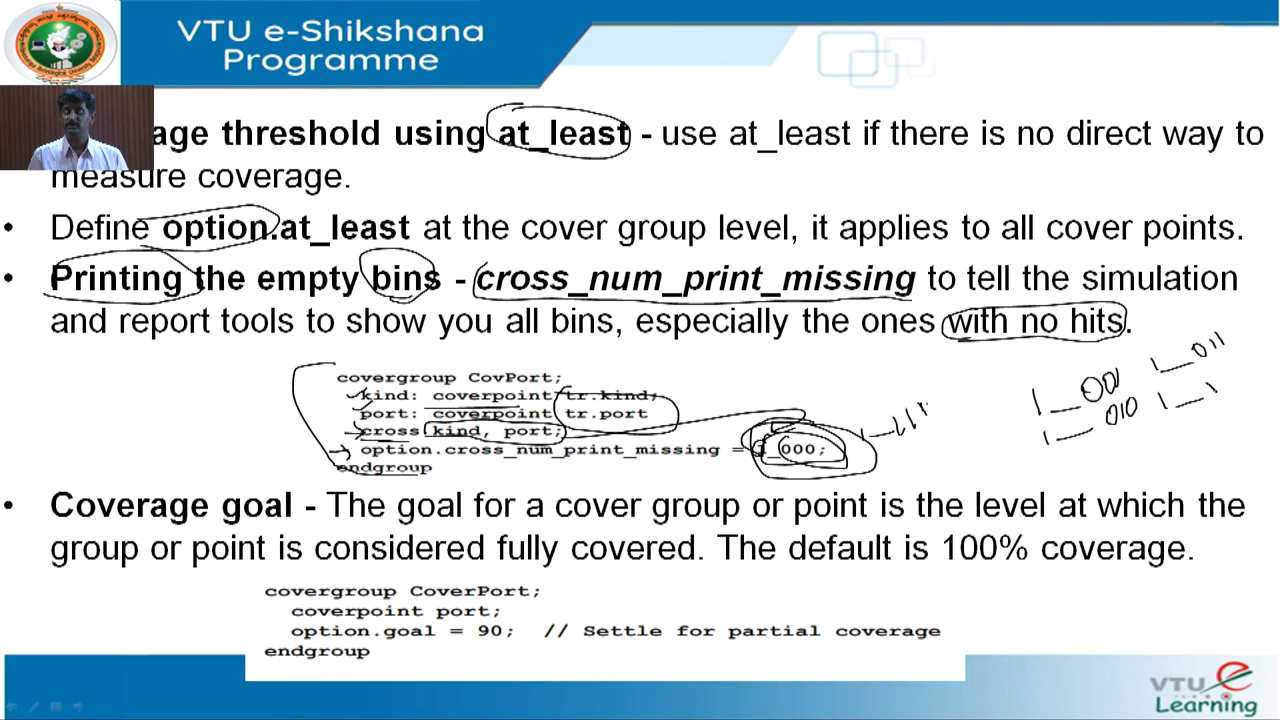 VTU e-Shikshana
Programme
age threshold using at_least - use at_least if there is no direct way to
measure coverage.
• Define option.at_least at the cover group level, it applies to all cover points.
• Printing the empty bins - cross_num_print_missing to tell the simulation
and report tools to show you all bins, especially the ones with no hits.
covergroup CovPort;
kind: coverpoint tr.kind;
port: coverpoint tr.port
cross kind, port;
option.cross_num_print_missing = 1_000;
endgroup
1_001
1_011
1_010
• Coverage goal - The goal for a cover group or point is the level at which the
group or point is considered fully covered. The default is 100% coverage.
covergroup CoverPort;
coverpoint port;
option.goal = 90; // Settle for partial coverage
endgroup
VTU e
Learning